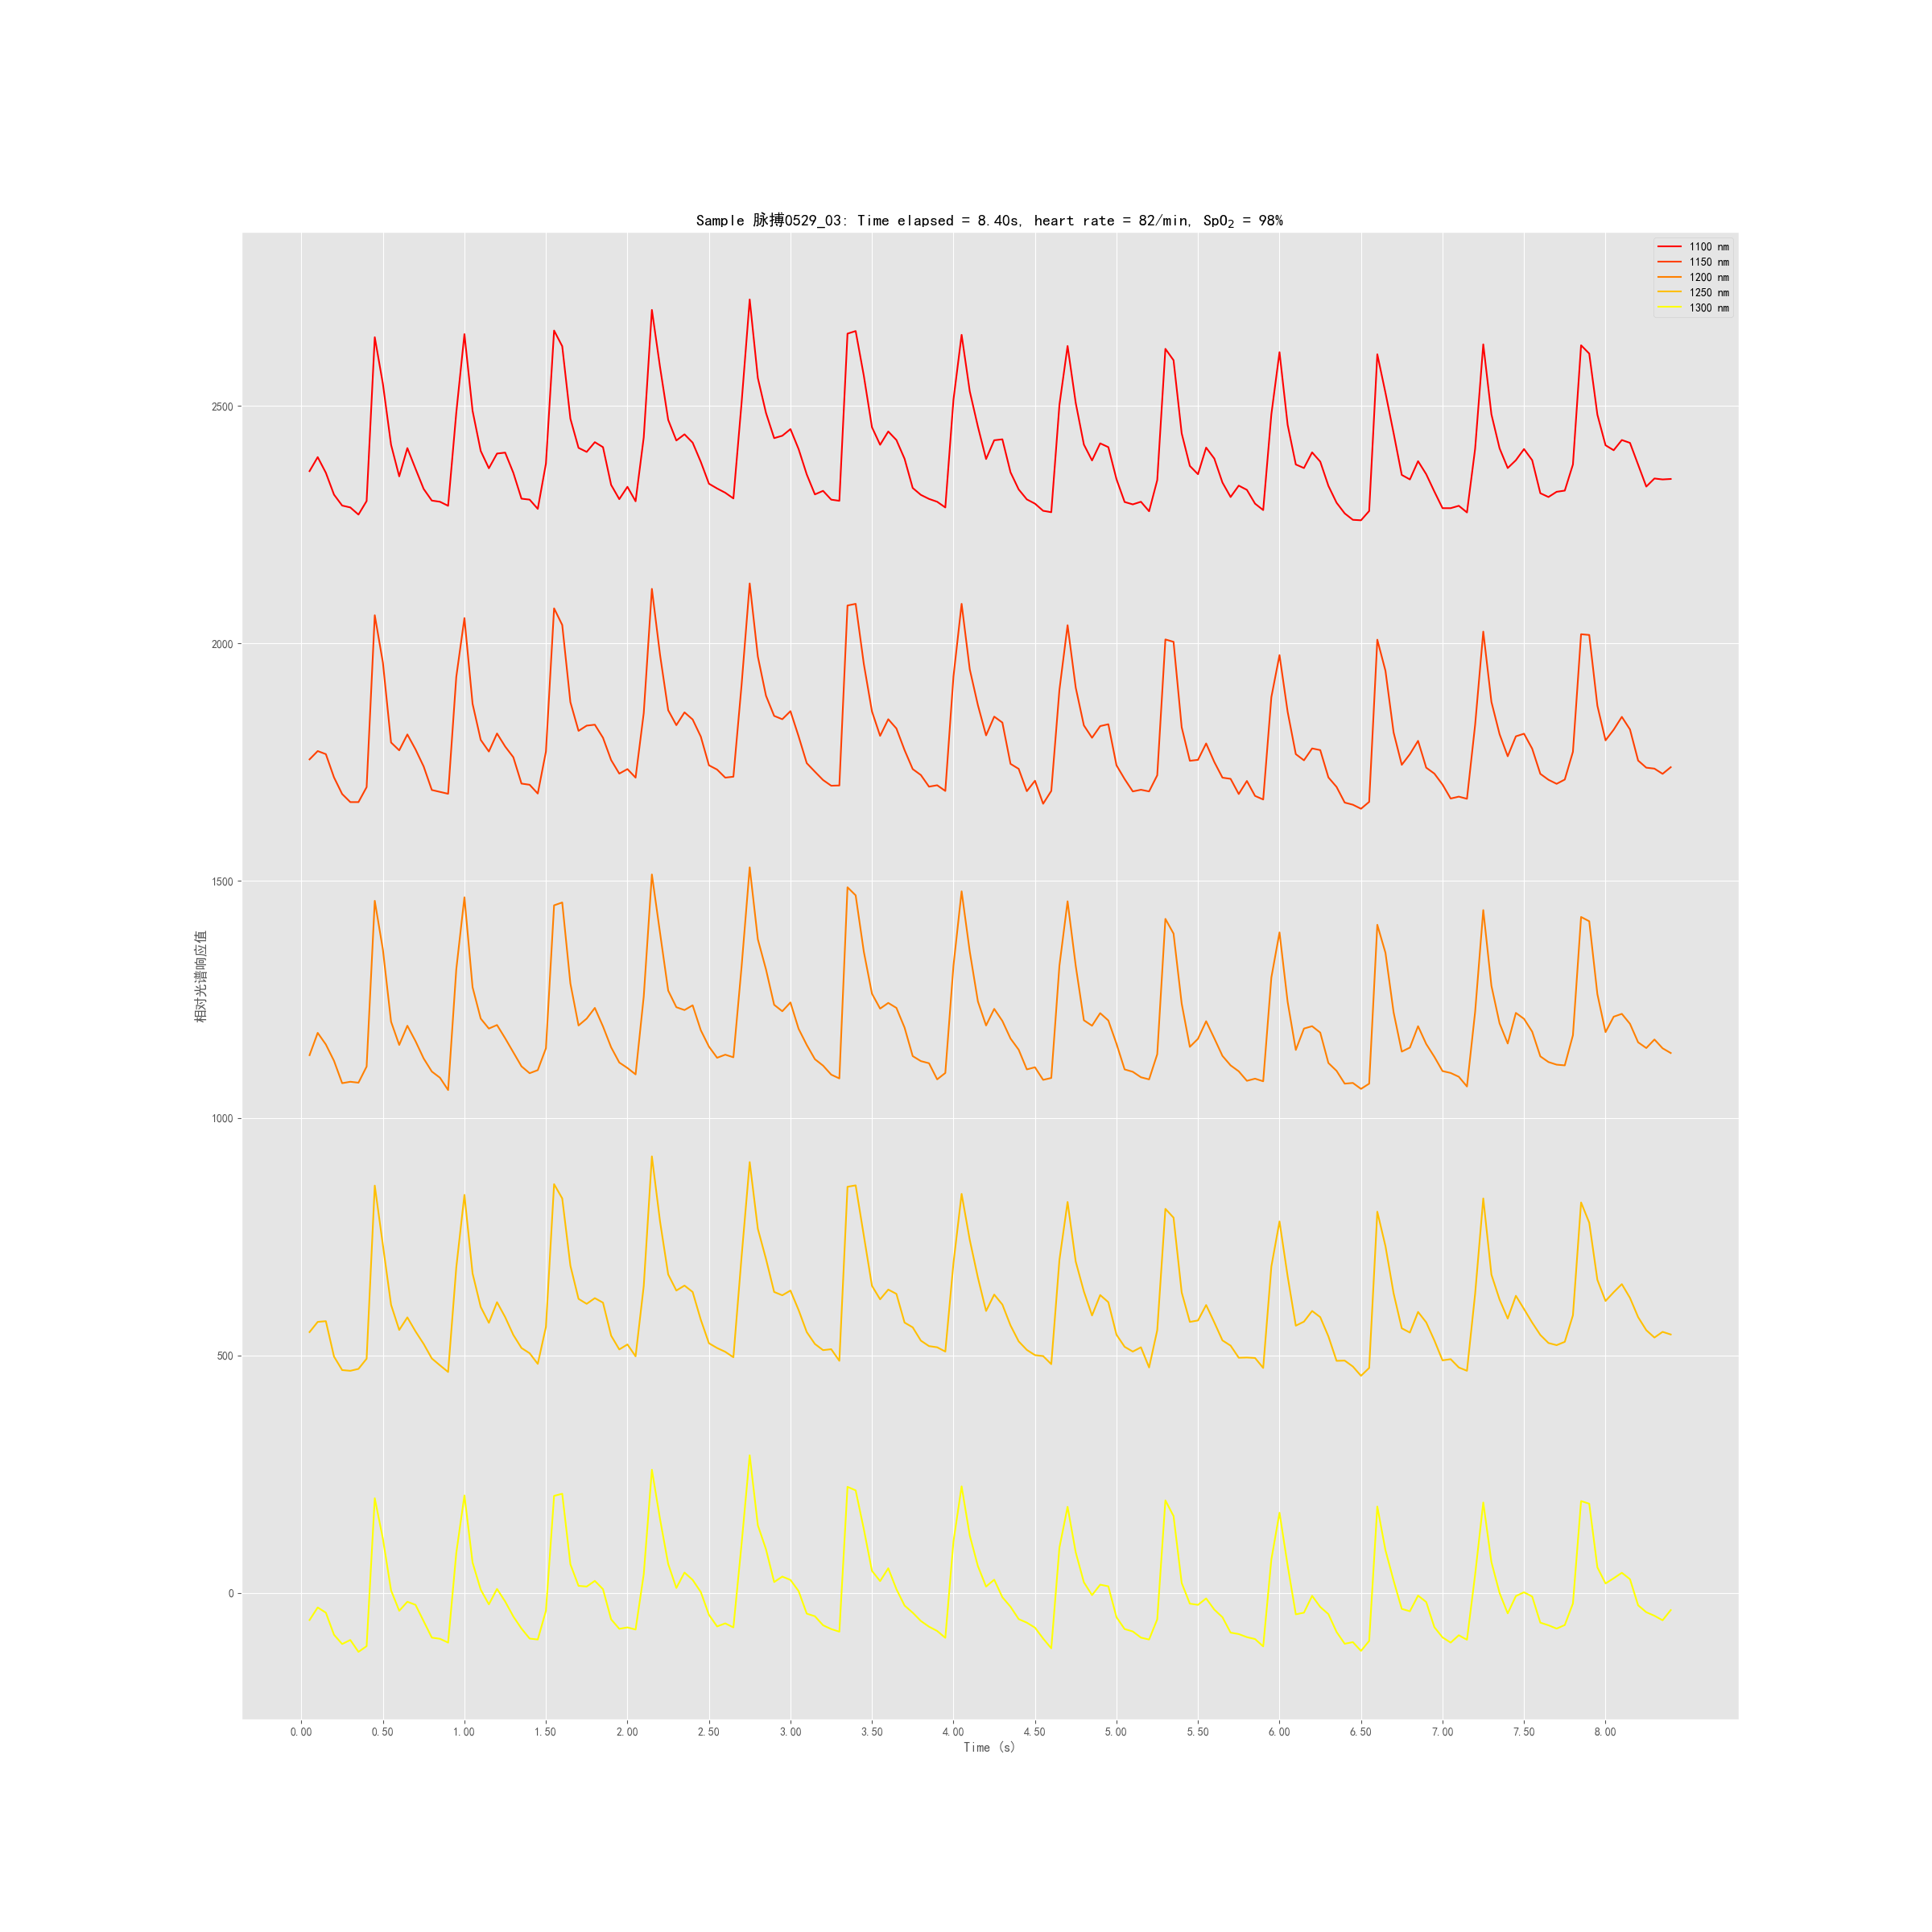 Sample 脉搏0529_03: Time elapsed = 8.40s, heart rate = 82/min, SpO₂ = 98%
1100 nm
1150 nm
1200 nm
1250 nm
1300 nm
2500
2000
1500
1000
500
0
相对光谱响应值
0.00 0.50 1.00 1.50 2.00 2.50 3.00 3.50 4.00 4.50 5.00 5.50 6.00 6.50 7.00 7.50 8.00
Time (s)